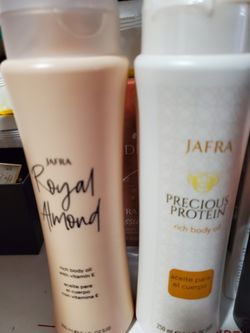 JAFRA
Royal
Almond
rich body oil
with vitamin E
aceite para
el cuerpo
con vitamina E
JAFRA
PRECIOUS
PROTEIN
rich body oil
aceite para
el cuerpo